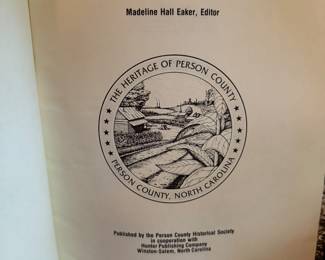 Madeline Hall Eaker, Editor
THE HERITAGE OF PERSON COUNTY
PERSON COUNTY, NORTH CAROLINA
Published by the Person County Historical Society
in cooperation with
Hunter Publishing Company
Winston-Salem, North Carolina